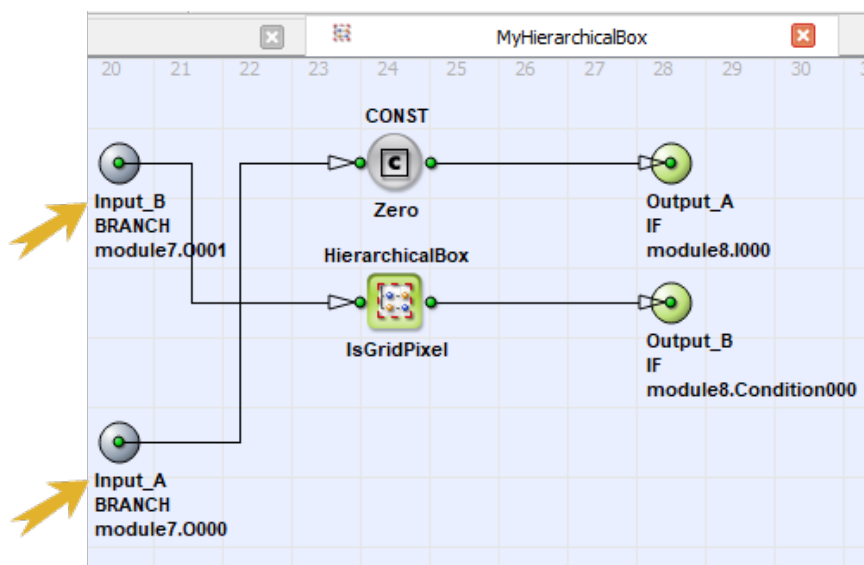 MyHierarchicalBox
20 21 22 23 24 25 26 27 28 29 30
CONST
C
Input_B
BRANCH
module7.O001
Zero
Output_A
IF
module8.I000
HierarchicalBox
IsGridPixel
Output_B
IF
module8.Condition000
Input_A
BRANCH
module7.O000